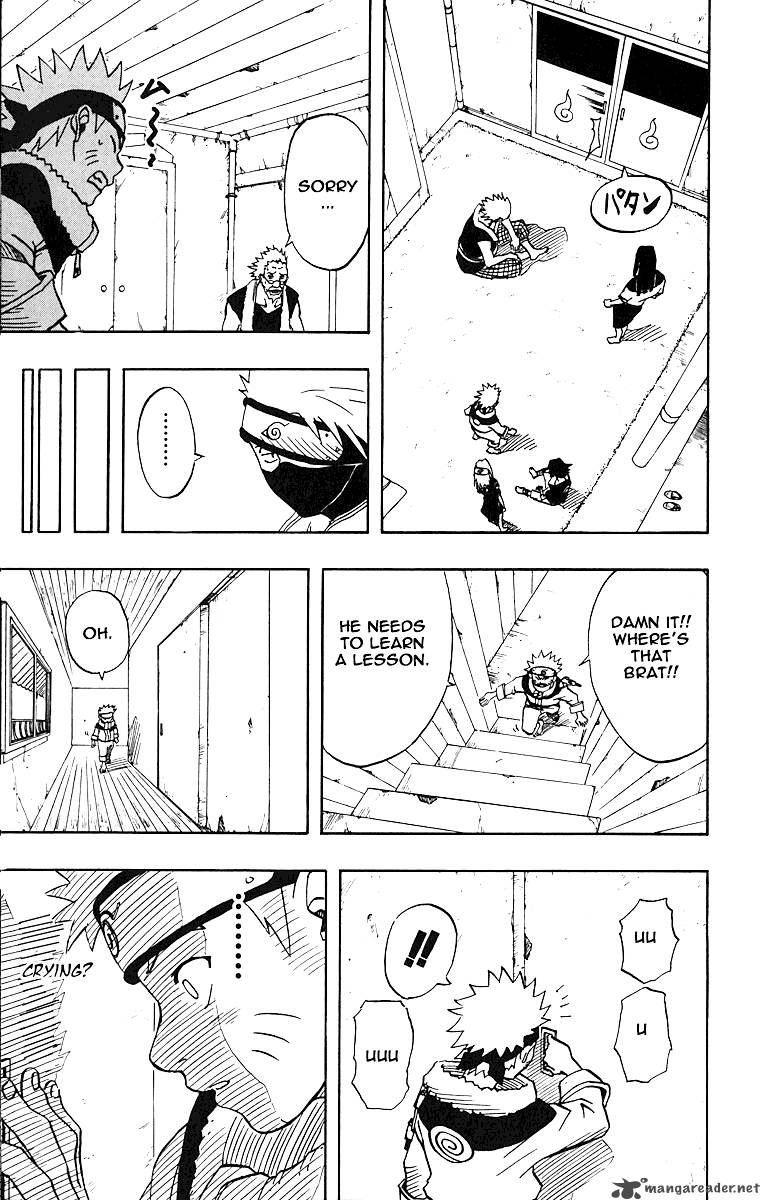 パタン
SORRY
...
........
DAMN IT!!
WHERE'S
THAT
BRAT!!
HE NEEDS
TO LEARN
A LESSON.
OH.
UU
U
!!
UUU
........
CRYING?
mangareader.net